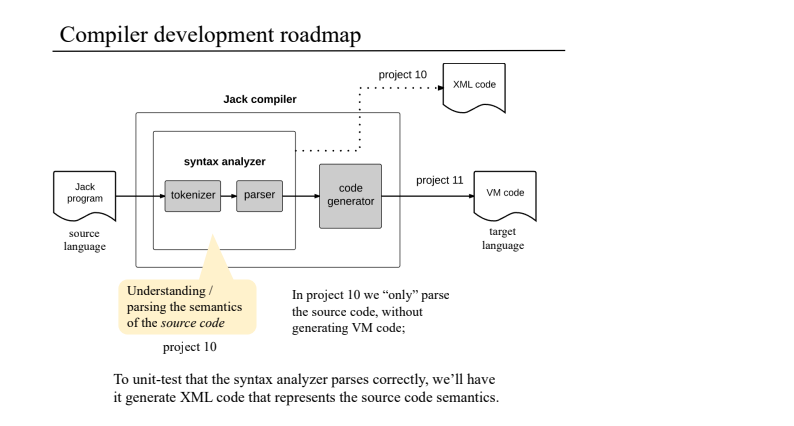 Compiler development roadmap
project 10
XML code
Jack compiler
syntax analyzer
Jack
program
tokenizer
parser
code
generator
project 11
VM code
source
language
target
language
Understanding /
parsing the semantics
of the source code
project 10
In project 10 we “only” parse
the source code, without
generating VM code;
To unit-test that the syntax analyzer parses correctly, we’ll have
it generate XML code that represents the source code semantics.